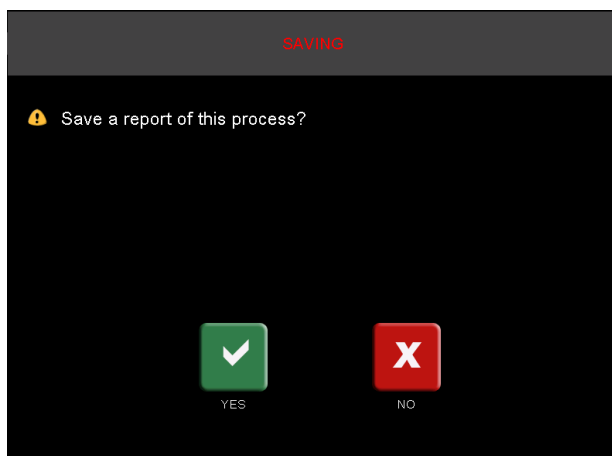 SAVING
Save a report of this process?
YES
NO